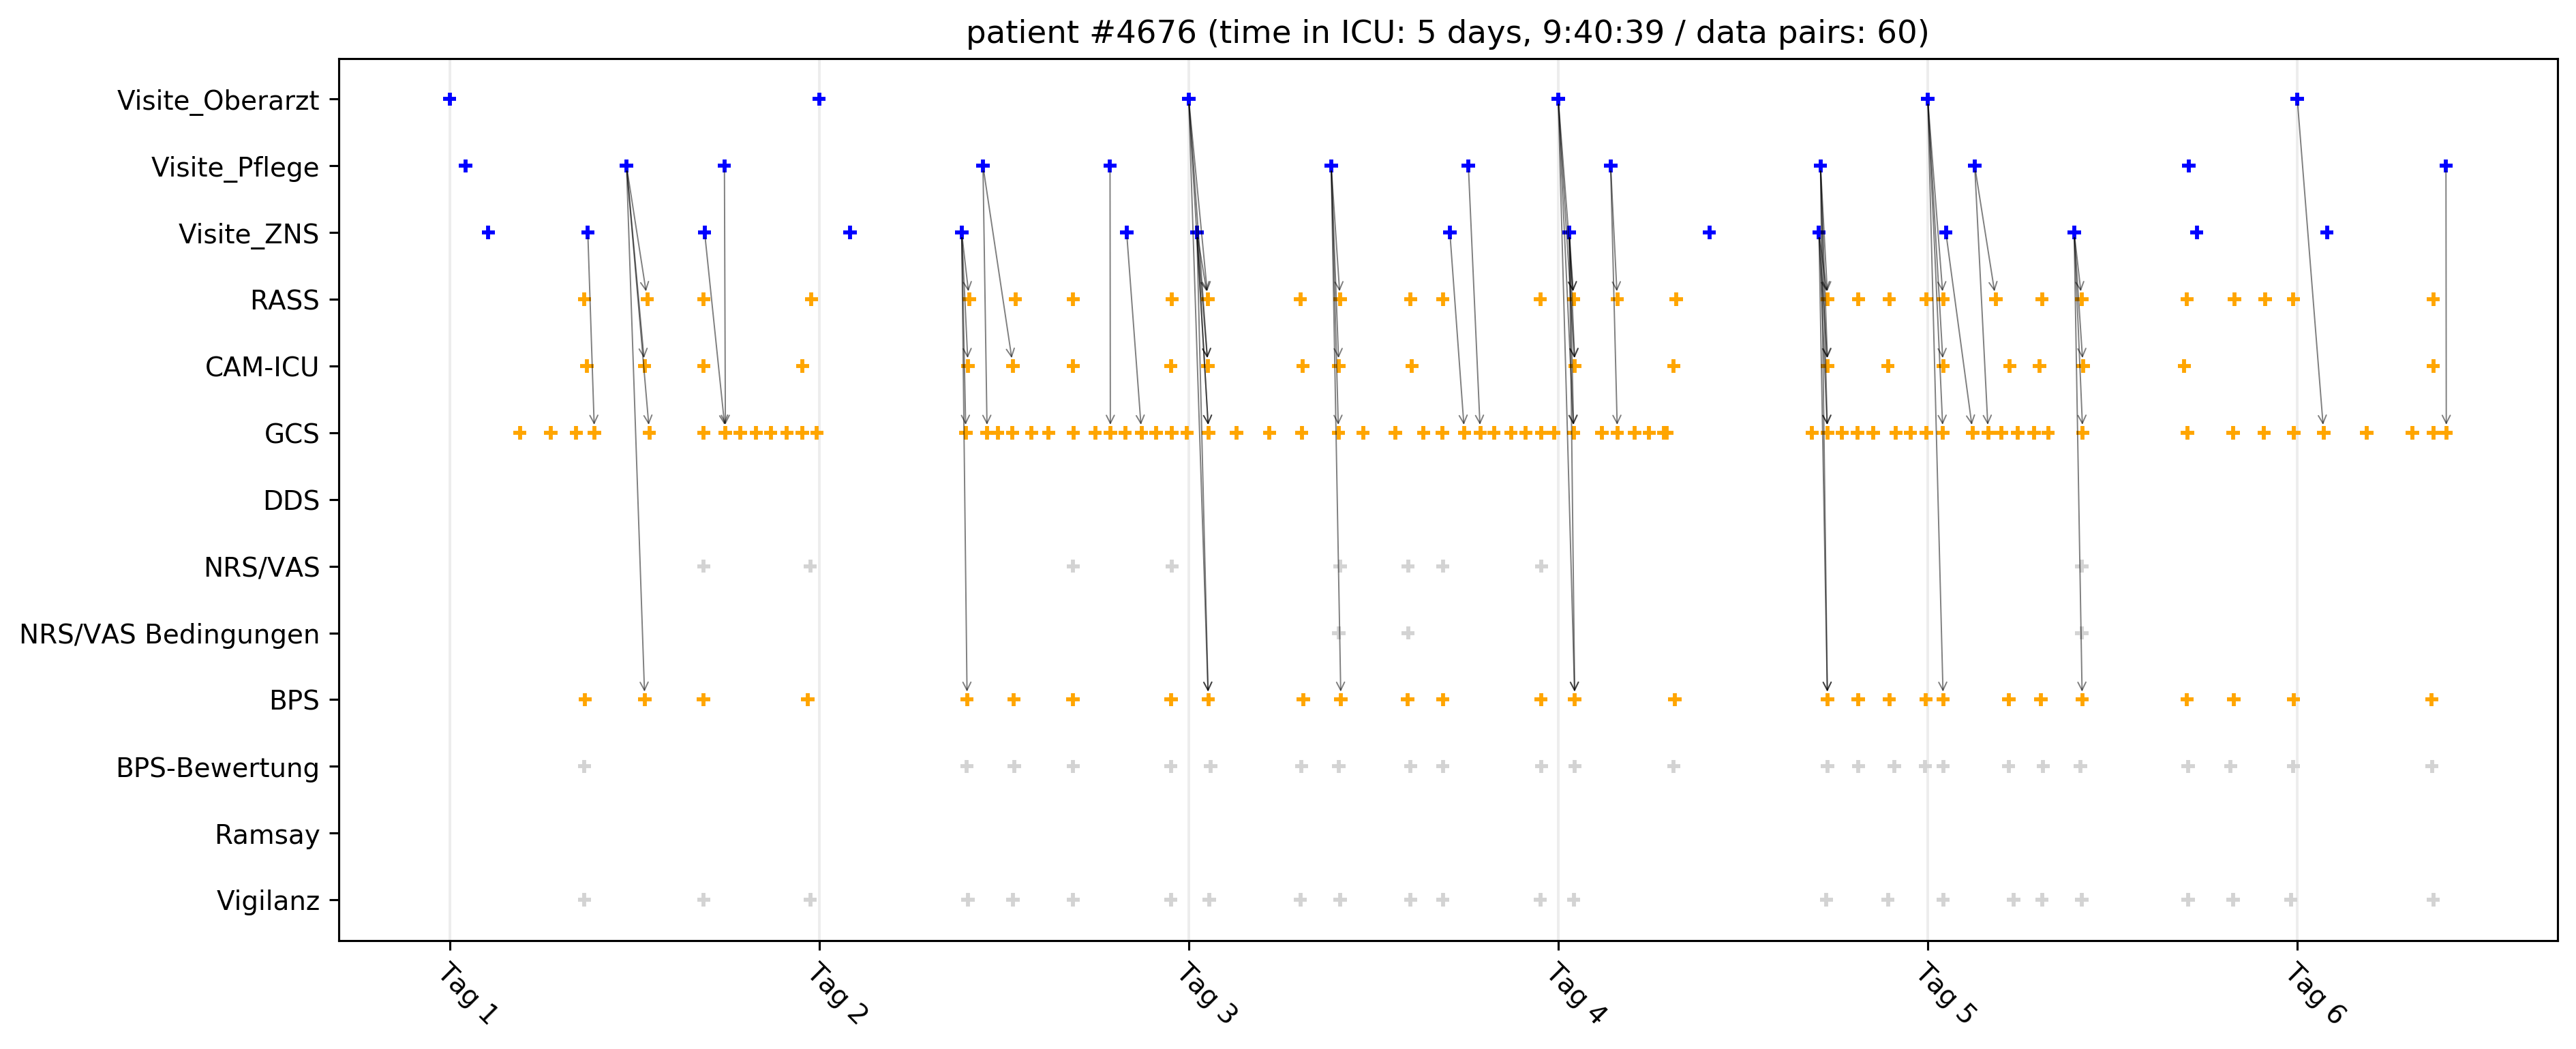 patient #4676 (time in ICU: 5 days, 9:40:39 / data pairs: 60)
Visite_Oberarzt
Visite_Pflege
Visite_ZNS
RASS
CAM-ICU
GCS
DDS
NRS/VAS
NRS/VAS Bedingungen
BPS
BPS-Bewertung
Ramsay
Vigilanz
Tag 1
Tag 2
Tag 3
Tag 4
Tag 5
Tag 6